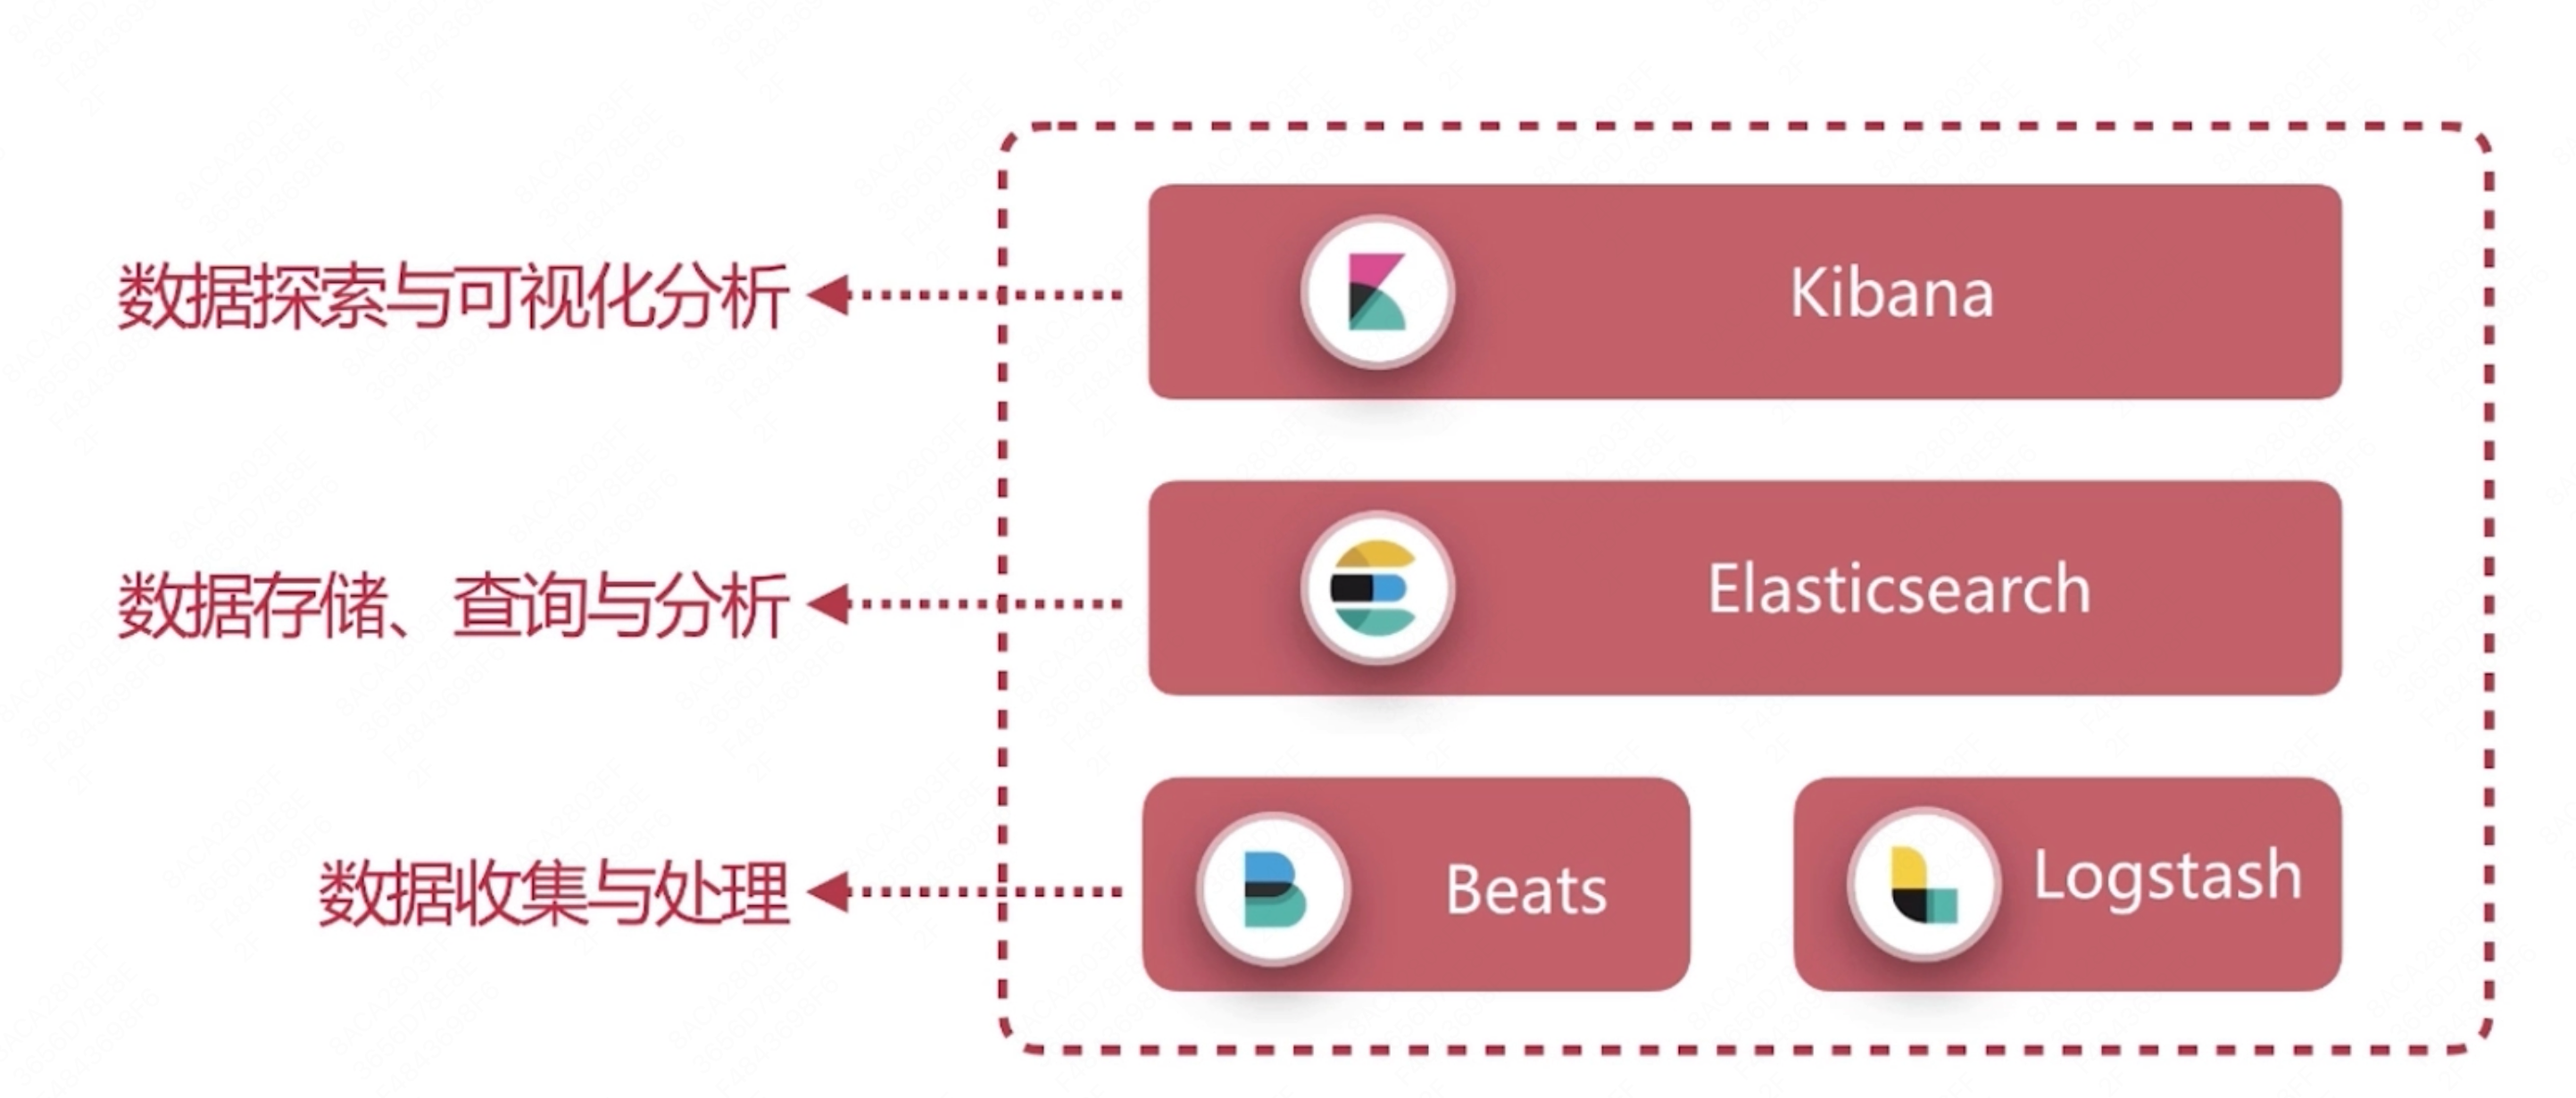 数据探索与可视化分析
Kibana
数据存储、查询与分析
Elasticsearch
数据收集与处理
Beats
Logstash